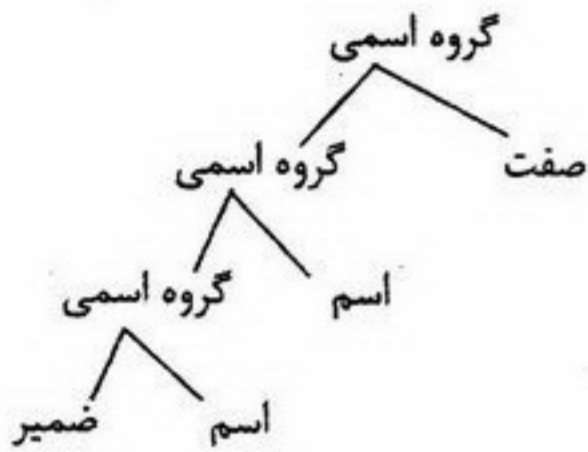 گروه اسمی
صفت گروه اسمی
اسم گروه اسمی
اسم ضمیر